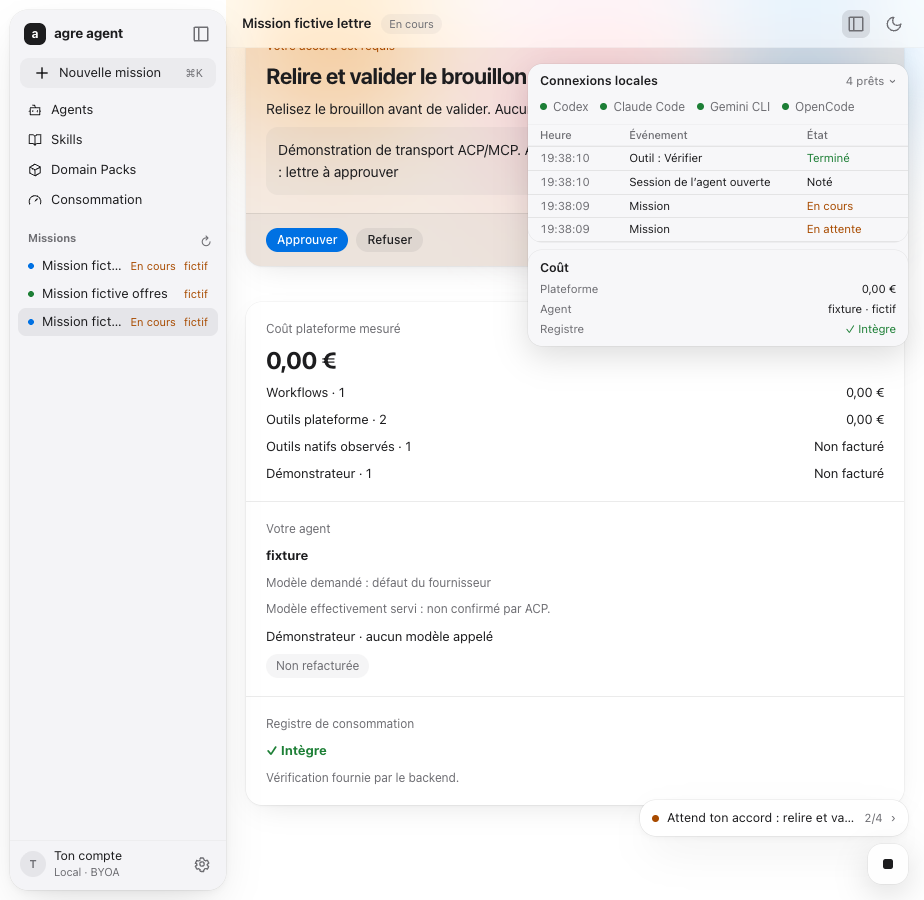 a agre agent
Nouvelle mission ⌘K
Agents
Skills
Domain Packs
Consommation
Missions
Mission fict… En cours fictif
Mission fictive offres fictif
Mission fict… En cours fictif
T
Ton compte
Local · BYOA
Mission fictive lettre En cours
Votre accord est requis
Relire et valider le brouillon
Relisez le brouillon avant de valider.
Démonstration de transport ACP/MCP.
: lettre à approuver
Approuver Refuser
Connexions locales 4 prêts
Codex Claude Code Gemini CLI OpenCode
Heure Événement État
19:38:10 Outil : Vérifier Terminé
19:38:10 Session de l'agent ouverte Noté
19:38:09 Mission En cours
19:38:09 Mission En attente
Coût
Plateforme 0,00 €
Agent fixture · fictif
Registre ✓ Intègre
Coût plateforme mesuré
0,00 €
Workflows · 1 0,00 €
Outils plateforme · 2 0,00 €
Outils natifs observés · 1 Non facturé
Démonstrateur · 1 Non facturé
Votre agent
fixture
Modèle demandé : défaut du fournisseur
Modèle effectivement servi : non confirmé par ACP.
Démonstrateur · aucun modèle appelé
Non refacturée
Registre de consommation
✓ Intègre
Vérification fournie par le backend.
Attend ton accord : relire et va… 2/4 ›